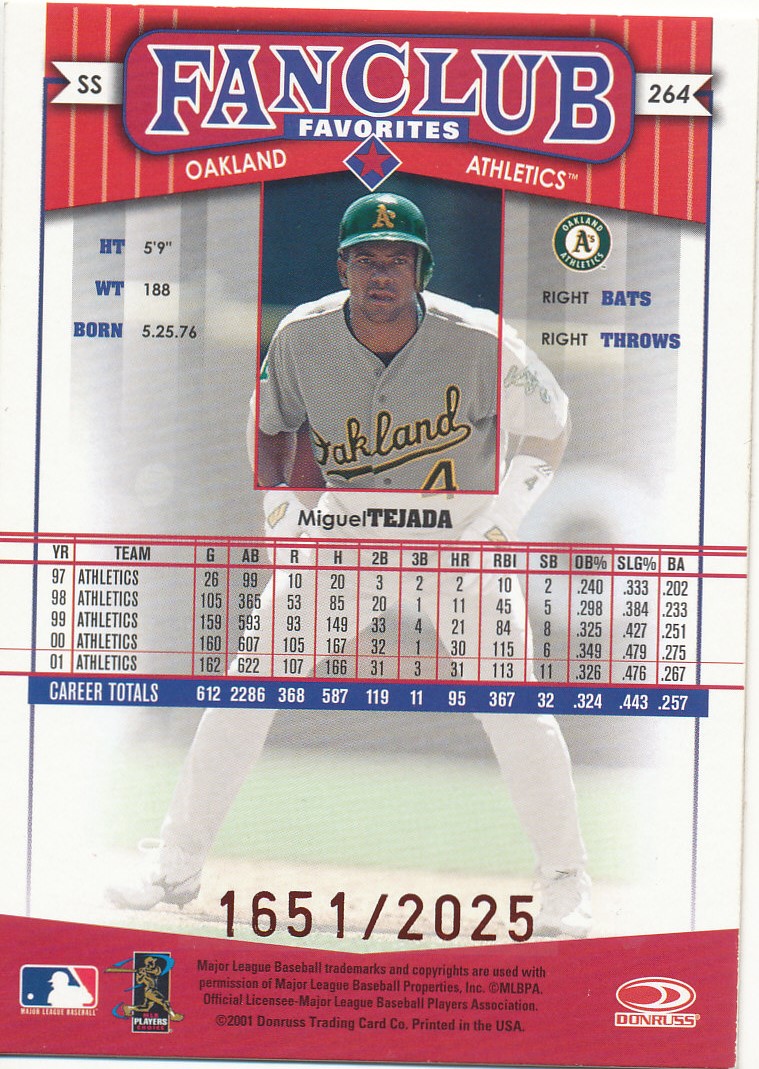 SS FANCLUB 264
FAVORITES
OAKLAND ATHLETICS™
OAKLAND A's ATHLETICS
HT 5'9"
WT 188
BORN 5.25.76
RIGHT BATS
RIGHT THROWS
A's
Oakland
4
4
MiguelTEJADA
YR TEAM G AB R H 2B 3B HR RBI SB OB% SLG% BA
97 ATHLETICS 26 99 10 20 3 2 2 10 2 .240 .333 .202
98 ATHLETICS 105 365 53 85 20 1 11 45 5 .298 .384 .233
99 ATHLETICS 159 593 93 149 33 4 21 84 8 .325 .427 .251
00 ATHLETICS 160 607 105 167 32 1 30 115 6 .349 .479 .275
01 ATHLETICS 162 622 107 166 31 3 31 113 11 .326 .476 .267
CAREER TOTALS 612 2286 368 587 119 11 95 367 32 .324 .443 .257
1651/2025
Major League Baseball trademarks and copyrights are used with
permission of Major League Baseball Properties, Inc. ©MLBPA.
Official Licensee-Major League Baseball Players Association.
©2001 Donruss Trading Card Co. Printed in the USA.
MAJOR LEAGUE BASEBALL
MLB
PLAYERS
CHOICE
DONRUSS